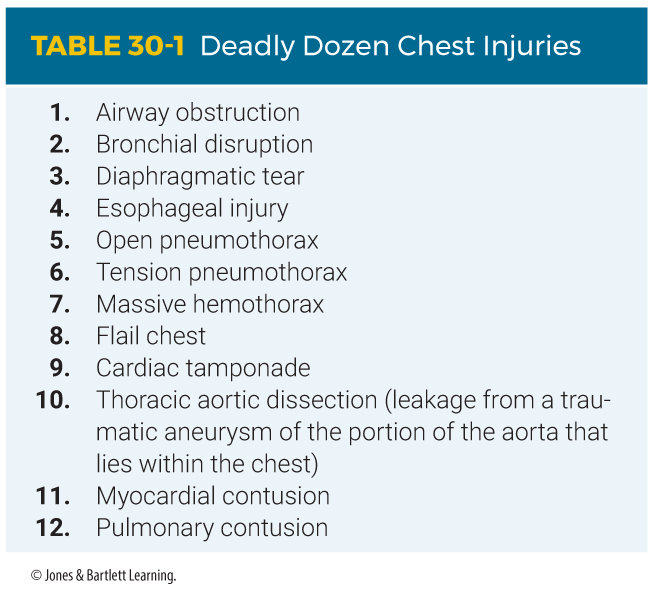 TABLE 30-1 Deadly Dozen Chest Injuries
1. Airway obstruction
2. Bronchial disruption
3. Diaphragmatic tear
4. Esophageal injury
5. Open pneumothorax
6. Tension pneumothorax
7. Massive hemothorax
8. Flail chest
9. Cardiac tamponade
10. Thoracic aortic dissection (leakage from a trau-
matic aneurysm of the portion of the aorta that
lies within the chest)
11. Myocardial contusion
12. Pulmonary contusion
© Jones & Bartlett Learning.